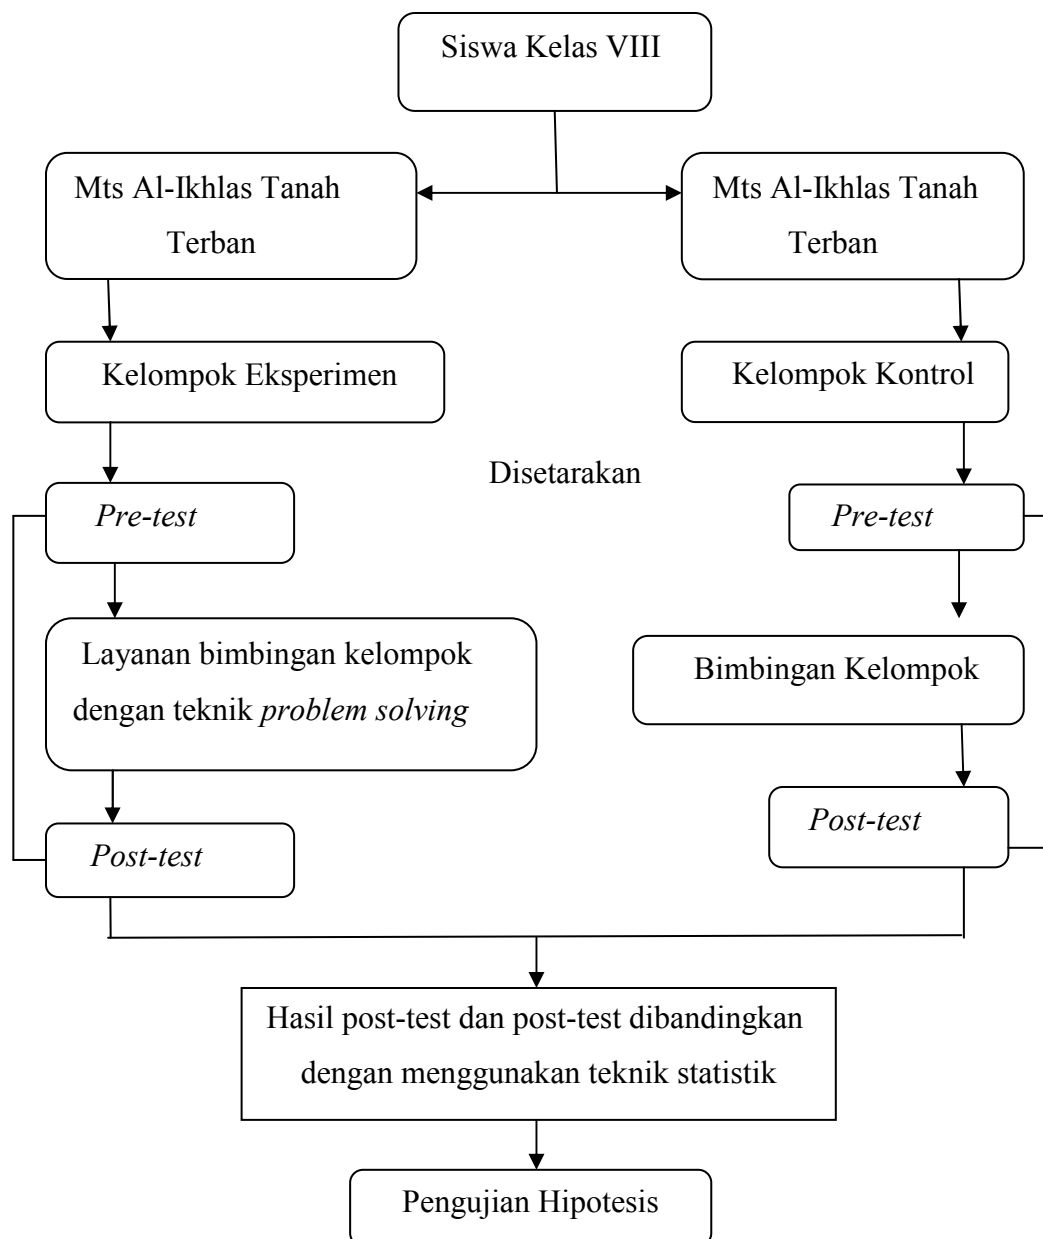 Siswa Kelas VIII
Mts Al-Ikhlas Tanah
Terban
Mts Al-Ikhlas Tanah
Terban
Kelompok Eksperimen
Kelompok Kontrol
Disetarakan
Pre-test
Pre-test
Layanan bimbingan kelompok
dengan teknik problem solving
Bimbingan Kelompok
Post-test
Post-test
Hasil post-test dan post-test dibandingkan
dengan menggunakan teknik statistik
Pengujian Hipotesis